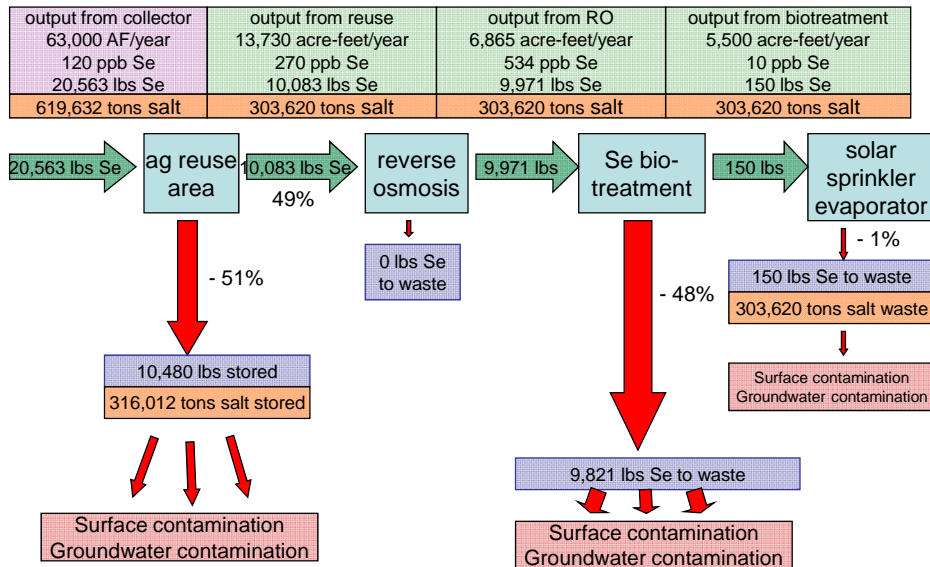 output from collector
63,000 AF/year
120 ppb Se
20,563 lbs Se
619,632 tons salt
output from reuse
13,730 acre-feet/year
270 ppb Se
10,083 lbs Se
303,620 tons salt
output from RO
6,865 acre-feet/year
534 ppb Se
9,971 lbs Se
303,620 tons salt
output from biotreatment
5,500 acre-feet/year
10 ppb Se
150 lbs Se
303,620 tons salt
20,563 lbs Se
ag reuse
area
10,083 lbs Se
49%
reverse
osmosis
9,971 lbs
Se bio-
treatment
150 lbs
solar
sprinkler
evaporator
- 51%
0 lbs Se
to waste
- 48%
- 1%
150 lbs Se to waste
303,620 tons salt waste
Surface contamination
Groundwater contamination
10,480 lbs stored
316,012 tons salt stored
Surface contamination
Groundwater contamination
9,821 lbs Se to waste
Surface contamination
Groundwater contamination